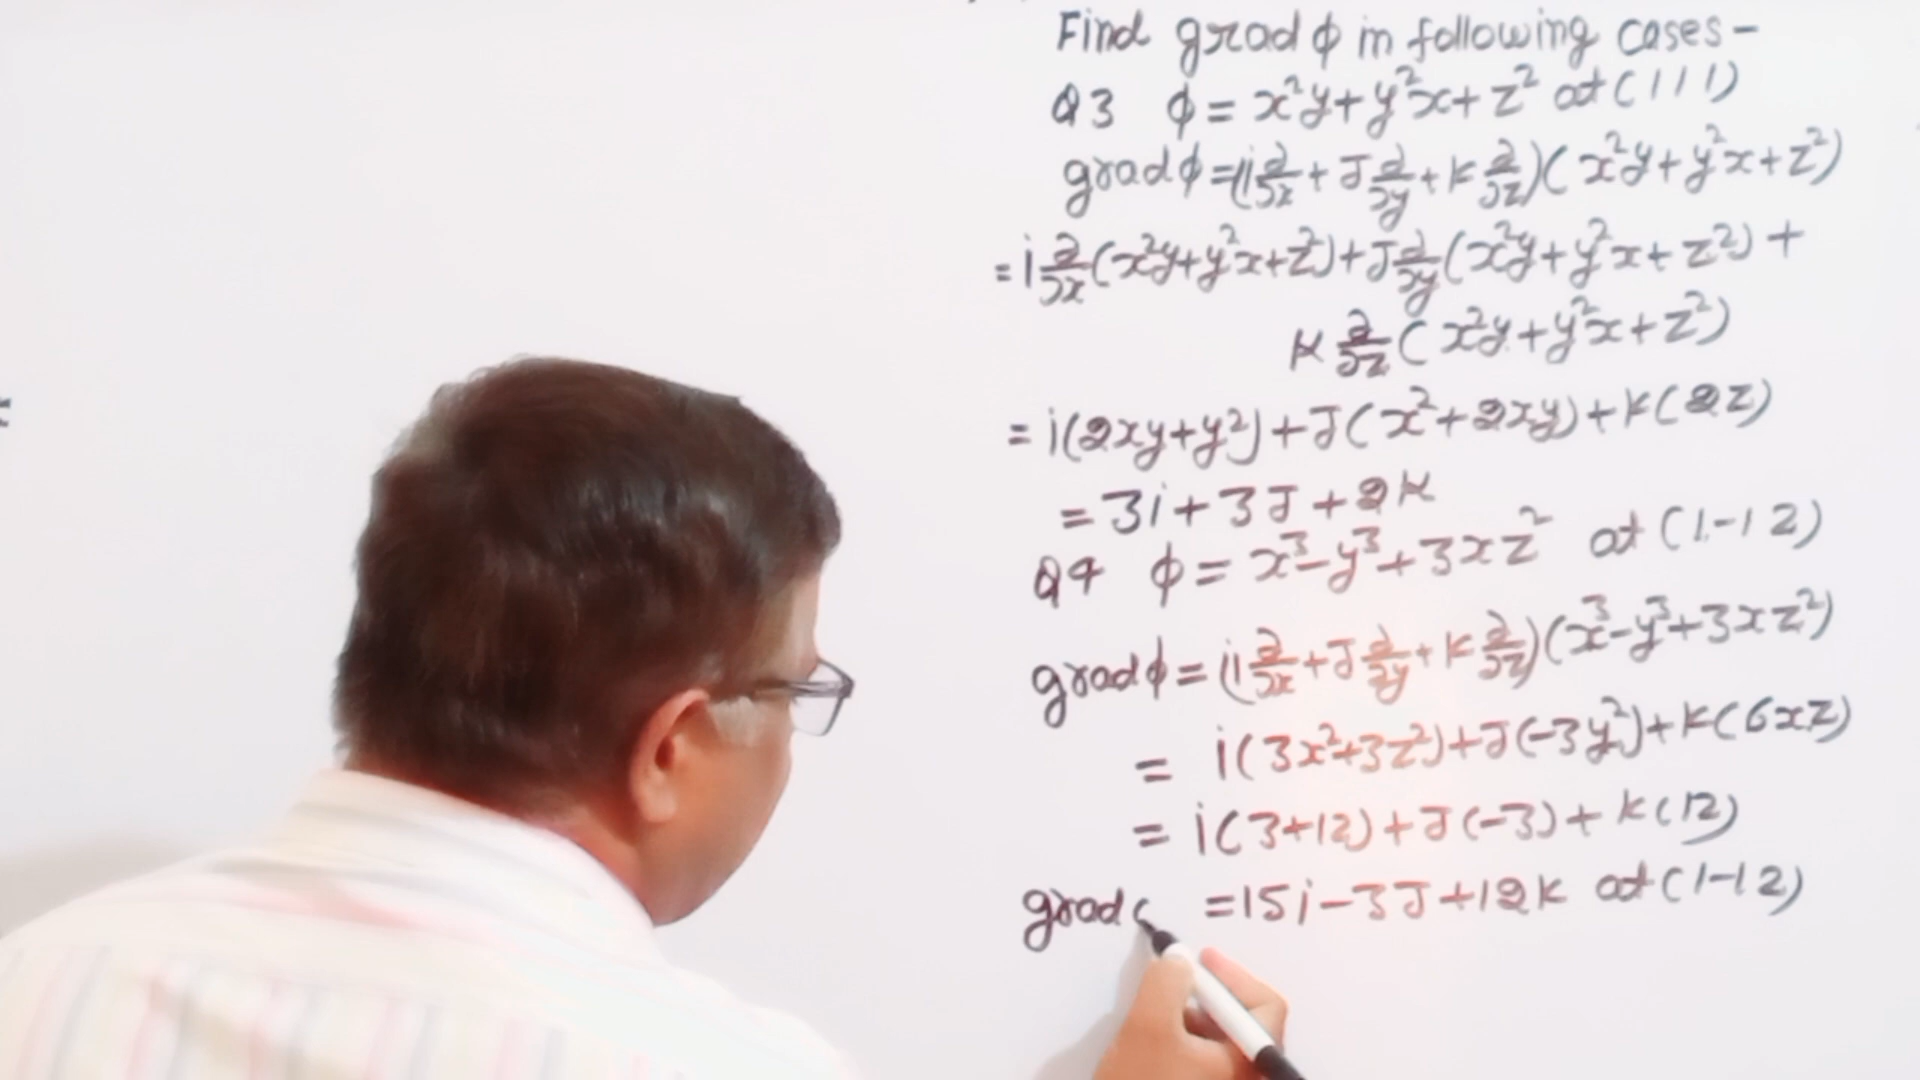 Find grad ϕ in following cases -
Q3 ϕ = x²y + y²x + z² at (1 1 1)
grad ϕ = (i ∂/∂x + J ∂/∂y + K ∂/∂z)(x²y + y²x + z²)
= i ∂/∂x (x²y + y²x + z²) + J ∂/∂y (x²y + y²x + z²) +
K ∂/∂z (x²y + y²x + z²)
= i(2xy + y²) + J(x² + 2xy) + K(2z)
= 3i + 3J + 2K
Q4 ϕ = x³ - y³ + 3xz² at (1 -1 2)
grad ϕ = (i ∂/∂x + J ∂/∂y + K ∂/∂z)(x³ - y³ + 3xz²)
= i(3x² + 3z²) + J(-3y²) + K(6xz)
= i(3+12) + J(-3) + K(12)
grad = 15i - 3J + 12K at (1 -1 2)